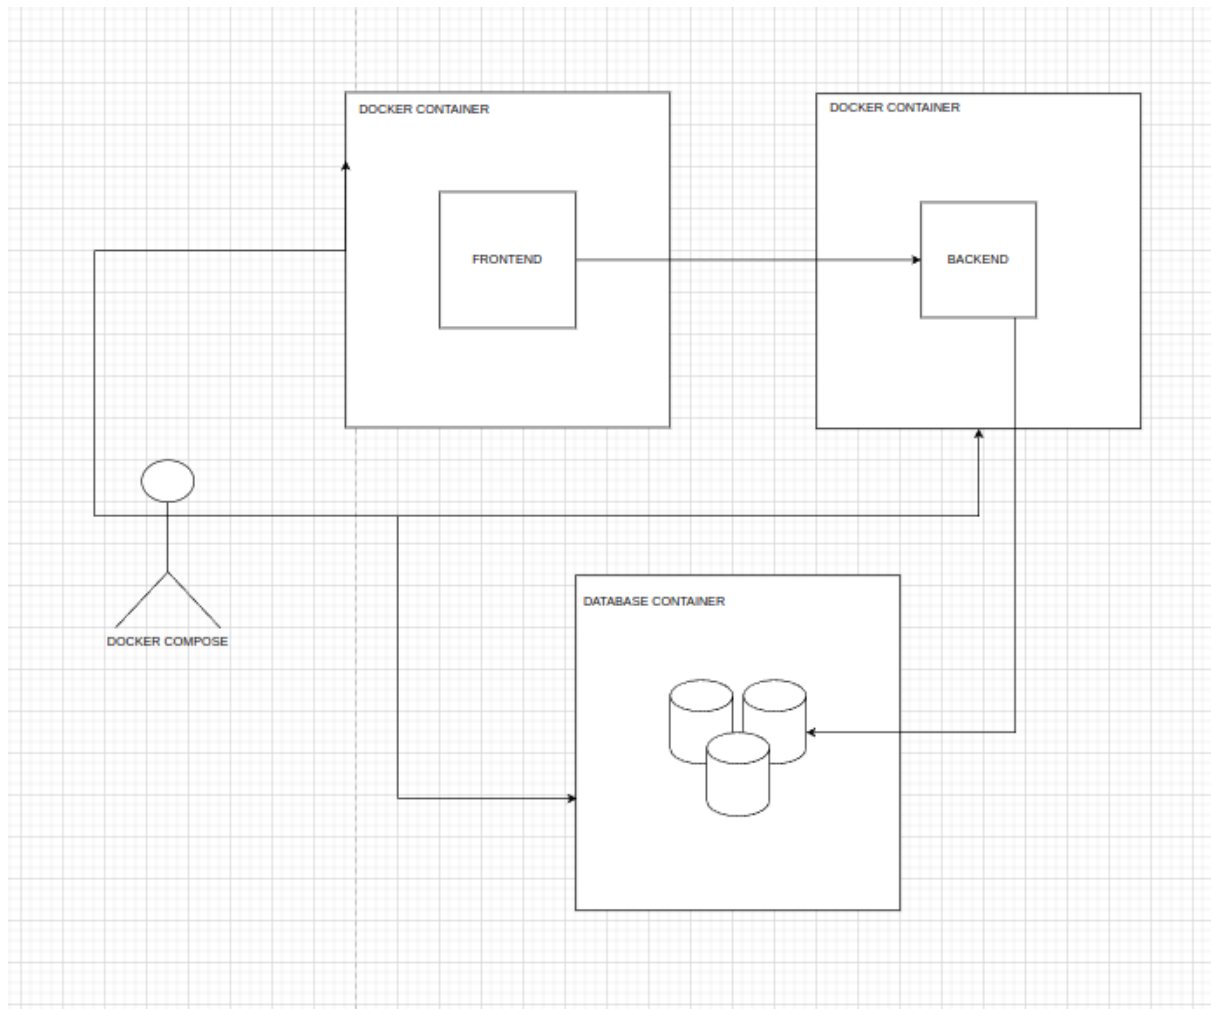 DOCKER CONTAINER
DOCKER CONTAINER
FRONTEND
BACKEND
DATABASE CONTAINER
DOCKER COMPOSE